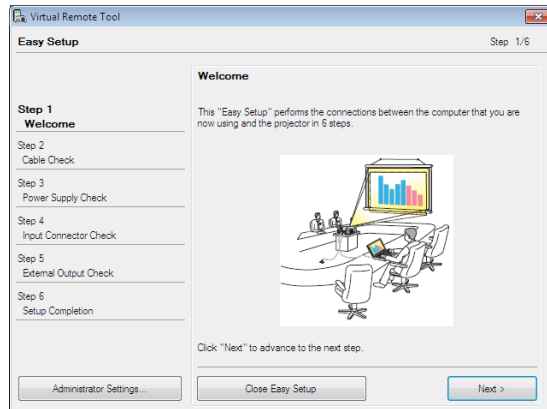 Virtual Remote Tool
Easy Setup
Step 1/6
Step 1
Welcome
Step 2
Cable Check
Step 3
Power Supply Check
Step 4
Input Connector Check
Step 5
External Output Check
Step 6
Setup Completion
Administrator Settings...
Welcome
This "Easy Setup" performs the connections between the computer that you are
now using and the projector in 6 steps.
Click "Next" to advance to the next step.
Close Easy Setup
Next >